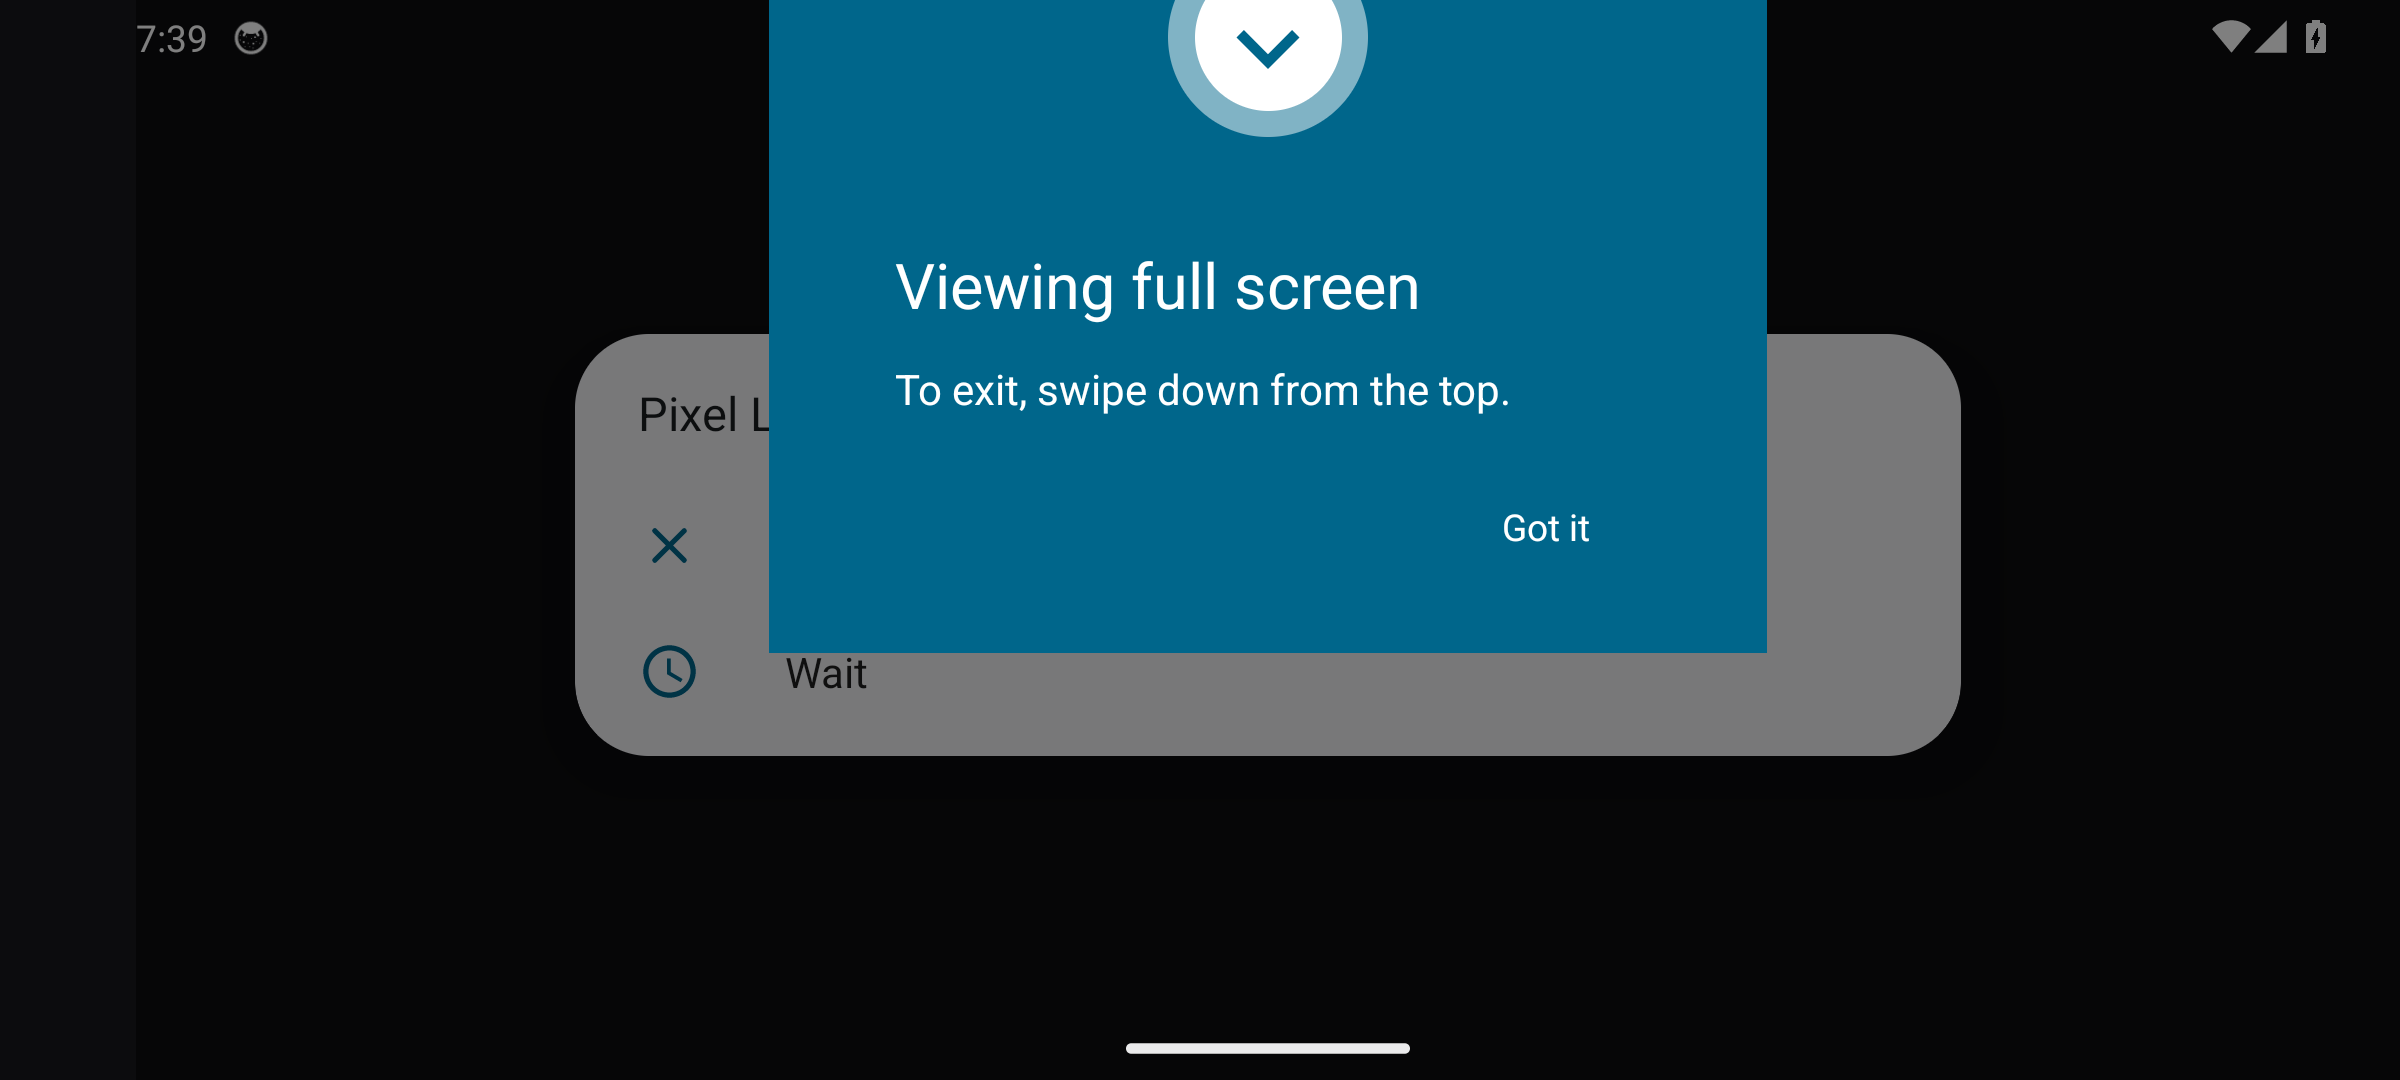 7:39
Viewing full screen
To exit, swipe down from the top.
Pixel L
Got it
Wait